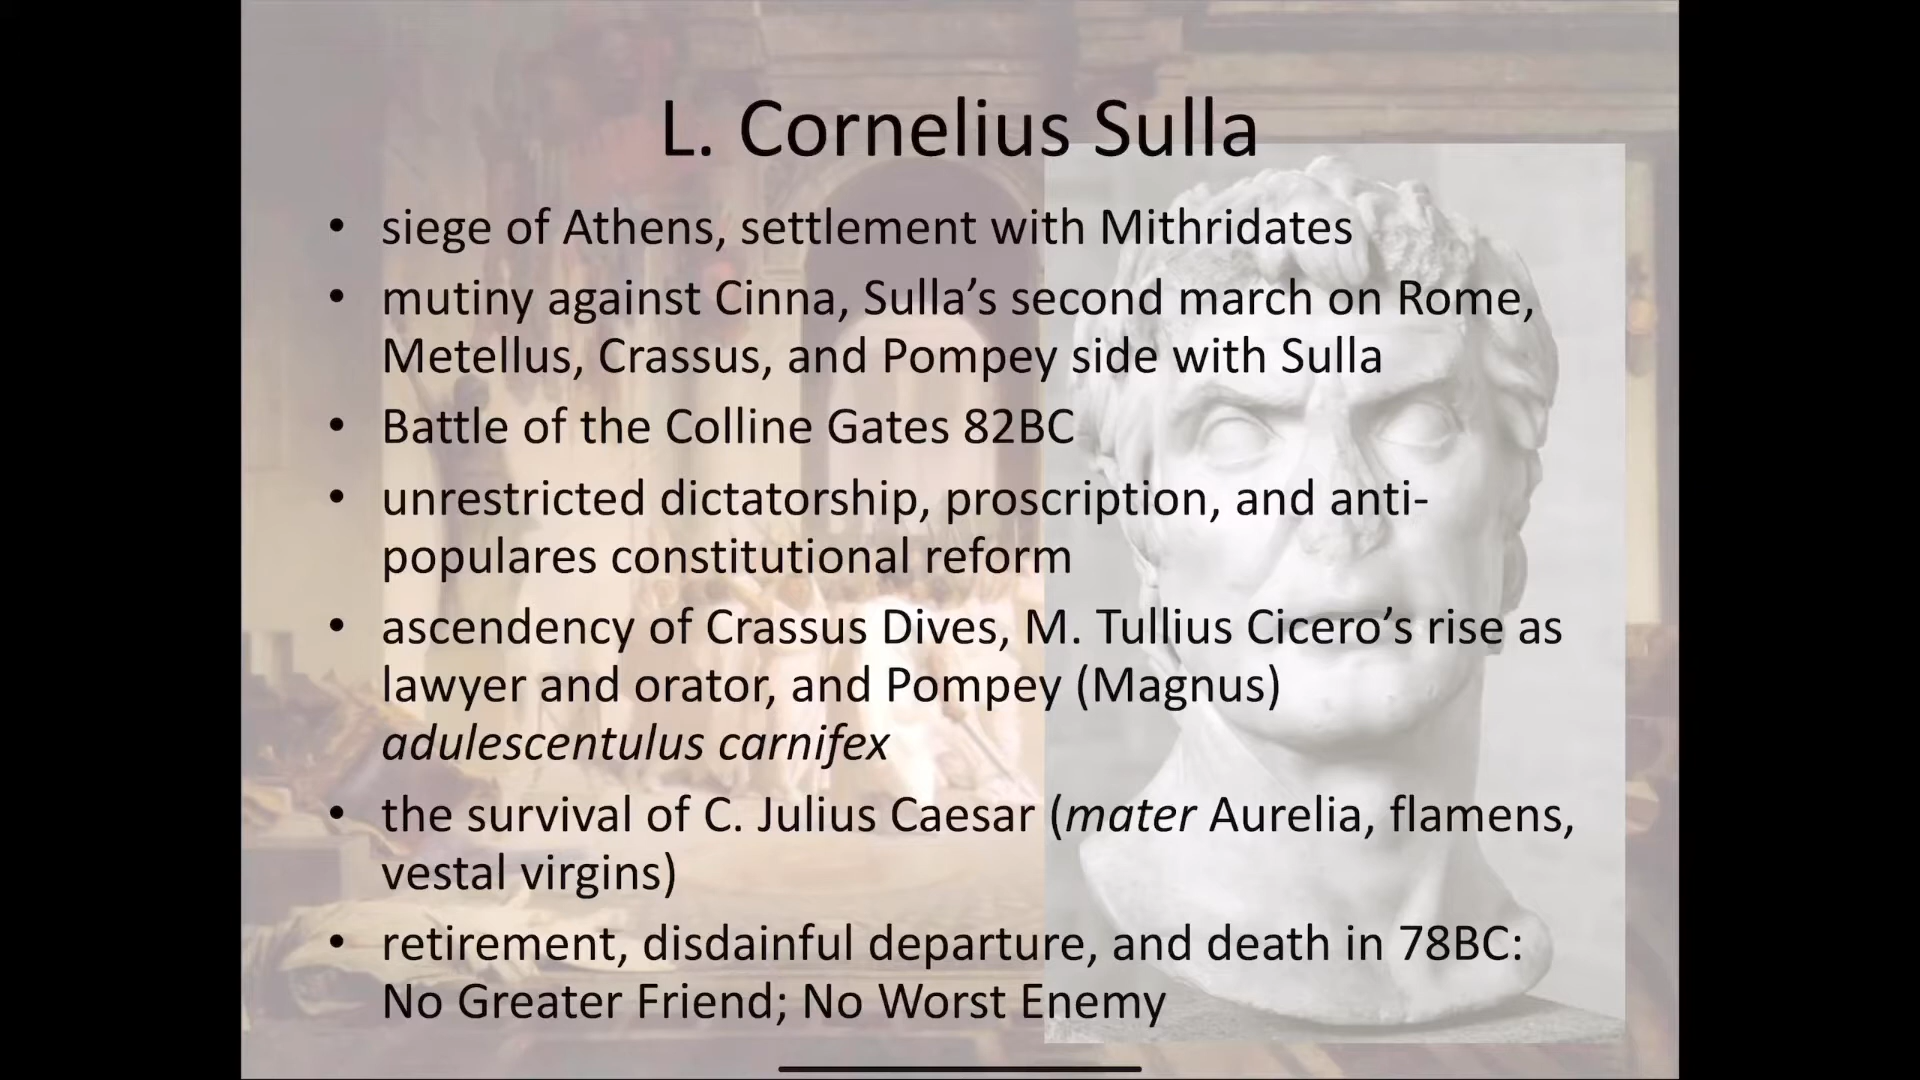 L. Cornelius Sulla
• siege of Athens, settlement with Mithridates
• mutiny against Cinna, Sulla’s second march on Rome,
Metellus, Crassus, and Pompey side with Sulla
• Battle of the Colline Gates 82BC
• unrestricted dictatorship, proscription, and anti-
populares constitutional reform
• ascendency of Crassus Dives, M. Tullius Cicero’s rise as
lawyer and orator, and Pompey (Magnus)
adulescentulus carnifex
• the survival of C. Julius Caesar (mater Aurelia, flamens,
vestal virgins)
• retirement, disdainful departure, and death in 78BC:
No Greater Friend; No Worst Enemy